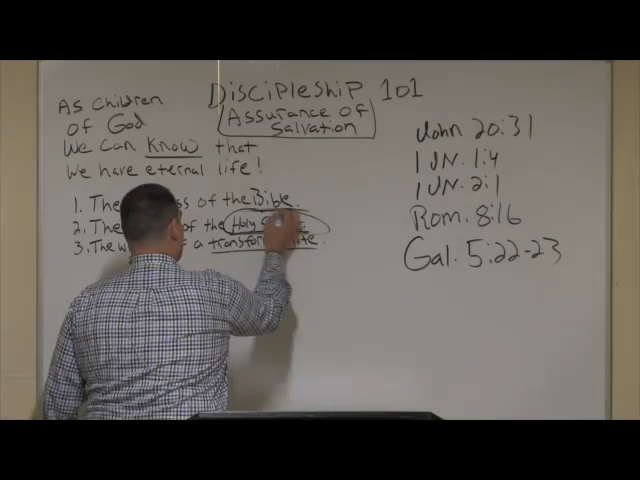 Discipleship 101
Assurance of
Salvation
As Children
of God
We can know that
We have eternal life!
1. The of the Bible.
2. The of the Holy
3. The a transfor life.
John 20:31
1 JN. 1:4
1 JN. 2:1
Rom. 8:16
Gal. 5:22-23